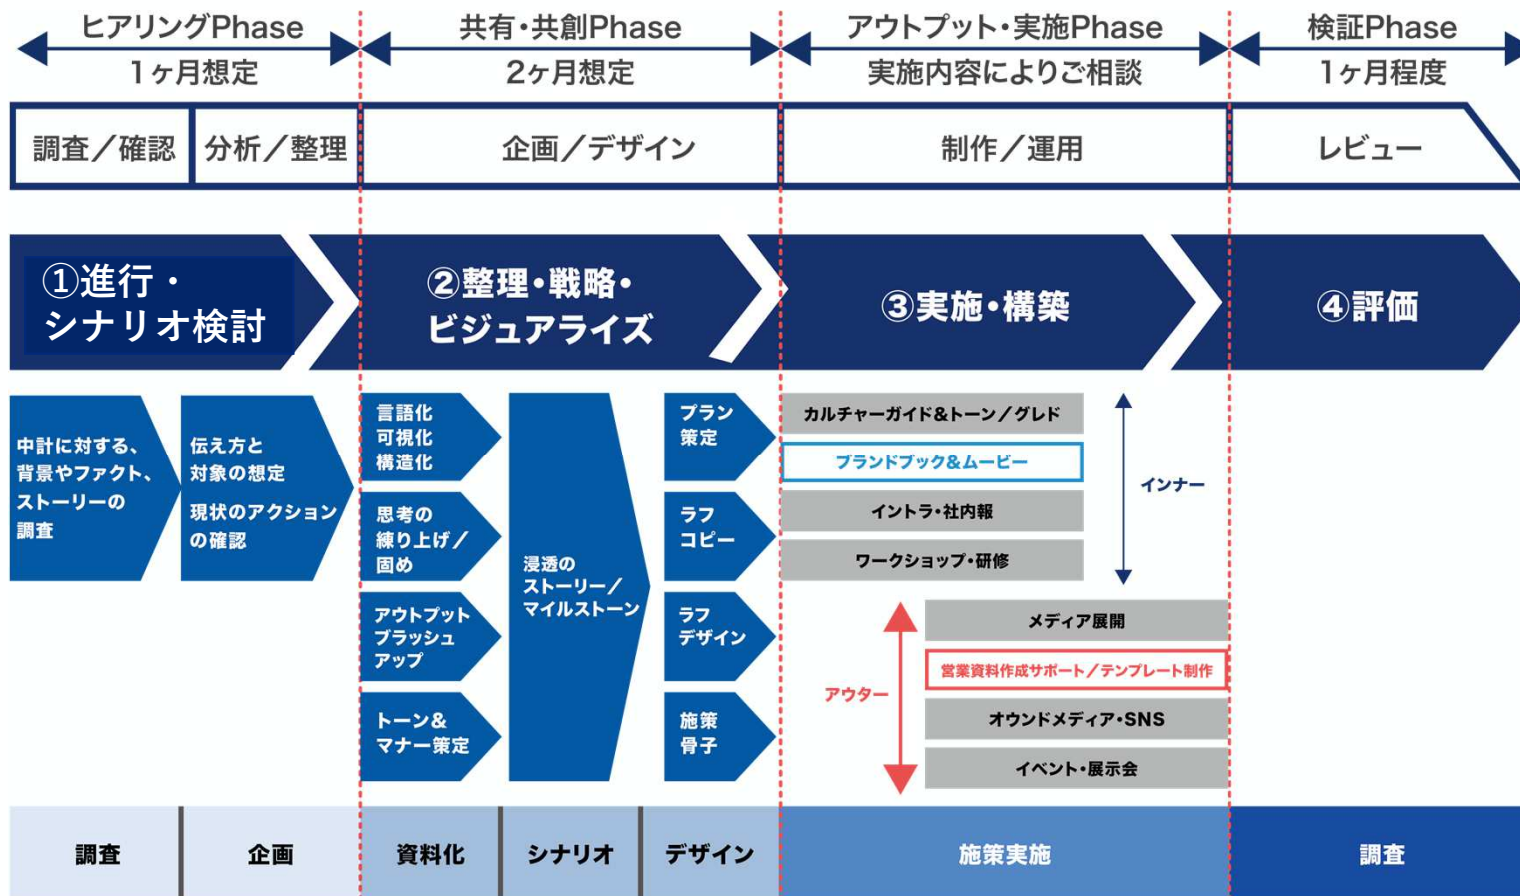 ヒアリングPhase
1ヶ月想定
共有・共創Phase
2ヶ月想定
アウトプット・実施Phase
実施内容によりご相談
検証Phase
1ヶ月程度
調査／確認
分析／整理
企画／デザイン
制作／運用
レビュー
①進行・
シナリオ検討
②整理・戦略・
ビジュアライズ
③実施・構築
④評価
中計に対する、
背景やファクト、
ストーリーの
調査
伝え方と
対象の想定
現状のアクション
の確認
言語化
可視化
構造化
思考の
練り上げ／
固め
アウトプット
ブラッシュ
アップ
トーン&
マナー策定
浸透の
ストーリー／
マイルストーン
プラン
策定
ラフ
コピー
ラフ
デザイン
施策
骨子
カルチャーガイド&トーン／グレド
ブランドブック&ムービー
イントラ・社内報
ワークショップ・研修
インナー
メディア展開
営業資料作成サポート／テンプレート制作
オウンドメディア・SNS
イベント・展示会
アウター
調査
企画
資料化
シナリオ
デザイン
施策実施
調査